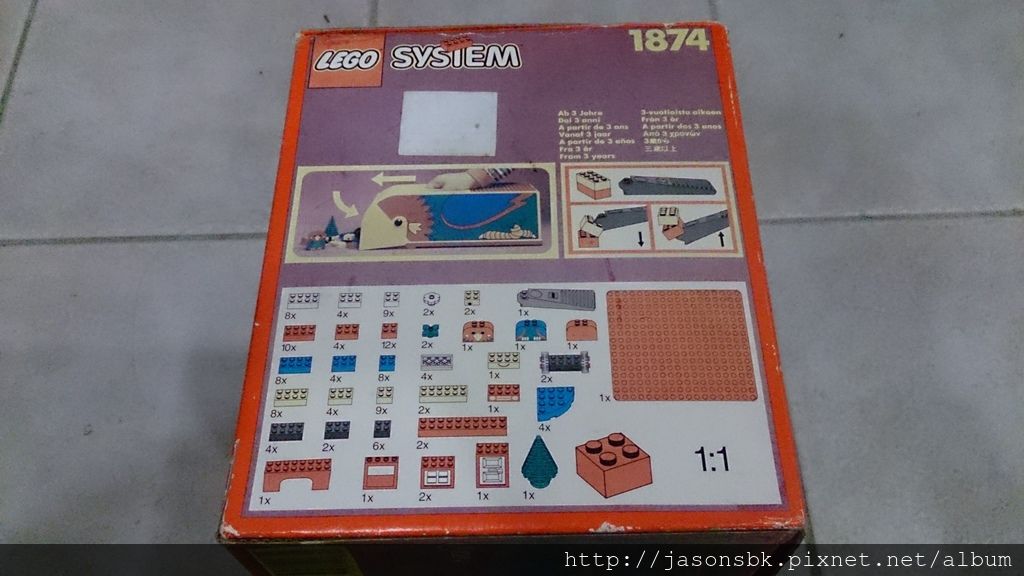 LEGO SYSTEM
1874
Ab 3 Jahre
Dai 3 anni
A partir de 3 ans
Vanaf 3 jaar
A partir de 3 años
Fra 3 år
From 3 years
3-vuotiaista alkaen
Från 3 år
A partir dos 3 anos
Από 3 χρονών
3歳から
三歲以上
8x 4x 9x 2x 2x 1x
10x 4x 12x 2x 1x 1x 1x
8x 4x 8x 4x 1x 2x
1x
8x 4x 9x 2x 1x 4x
4x 2x 6x 2x
1x 1x 2x 1x 1x
1:1
http://jasonsbk.pixnet.net/album